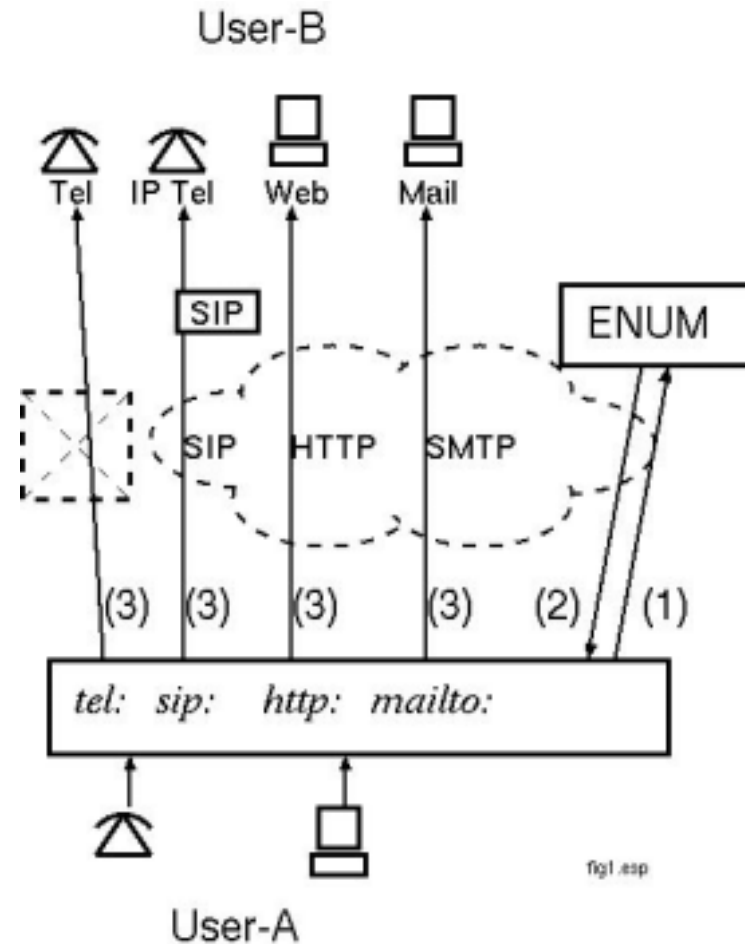 User-B
Tel IP Tel Web Mail
SIP
ENUM
SIP HTTP SMTP
(3) (3) (3) (3) (2) (1)
tel: sip: http: mailto:
fig1.esp
User-A